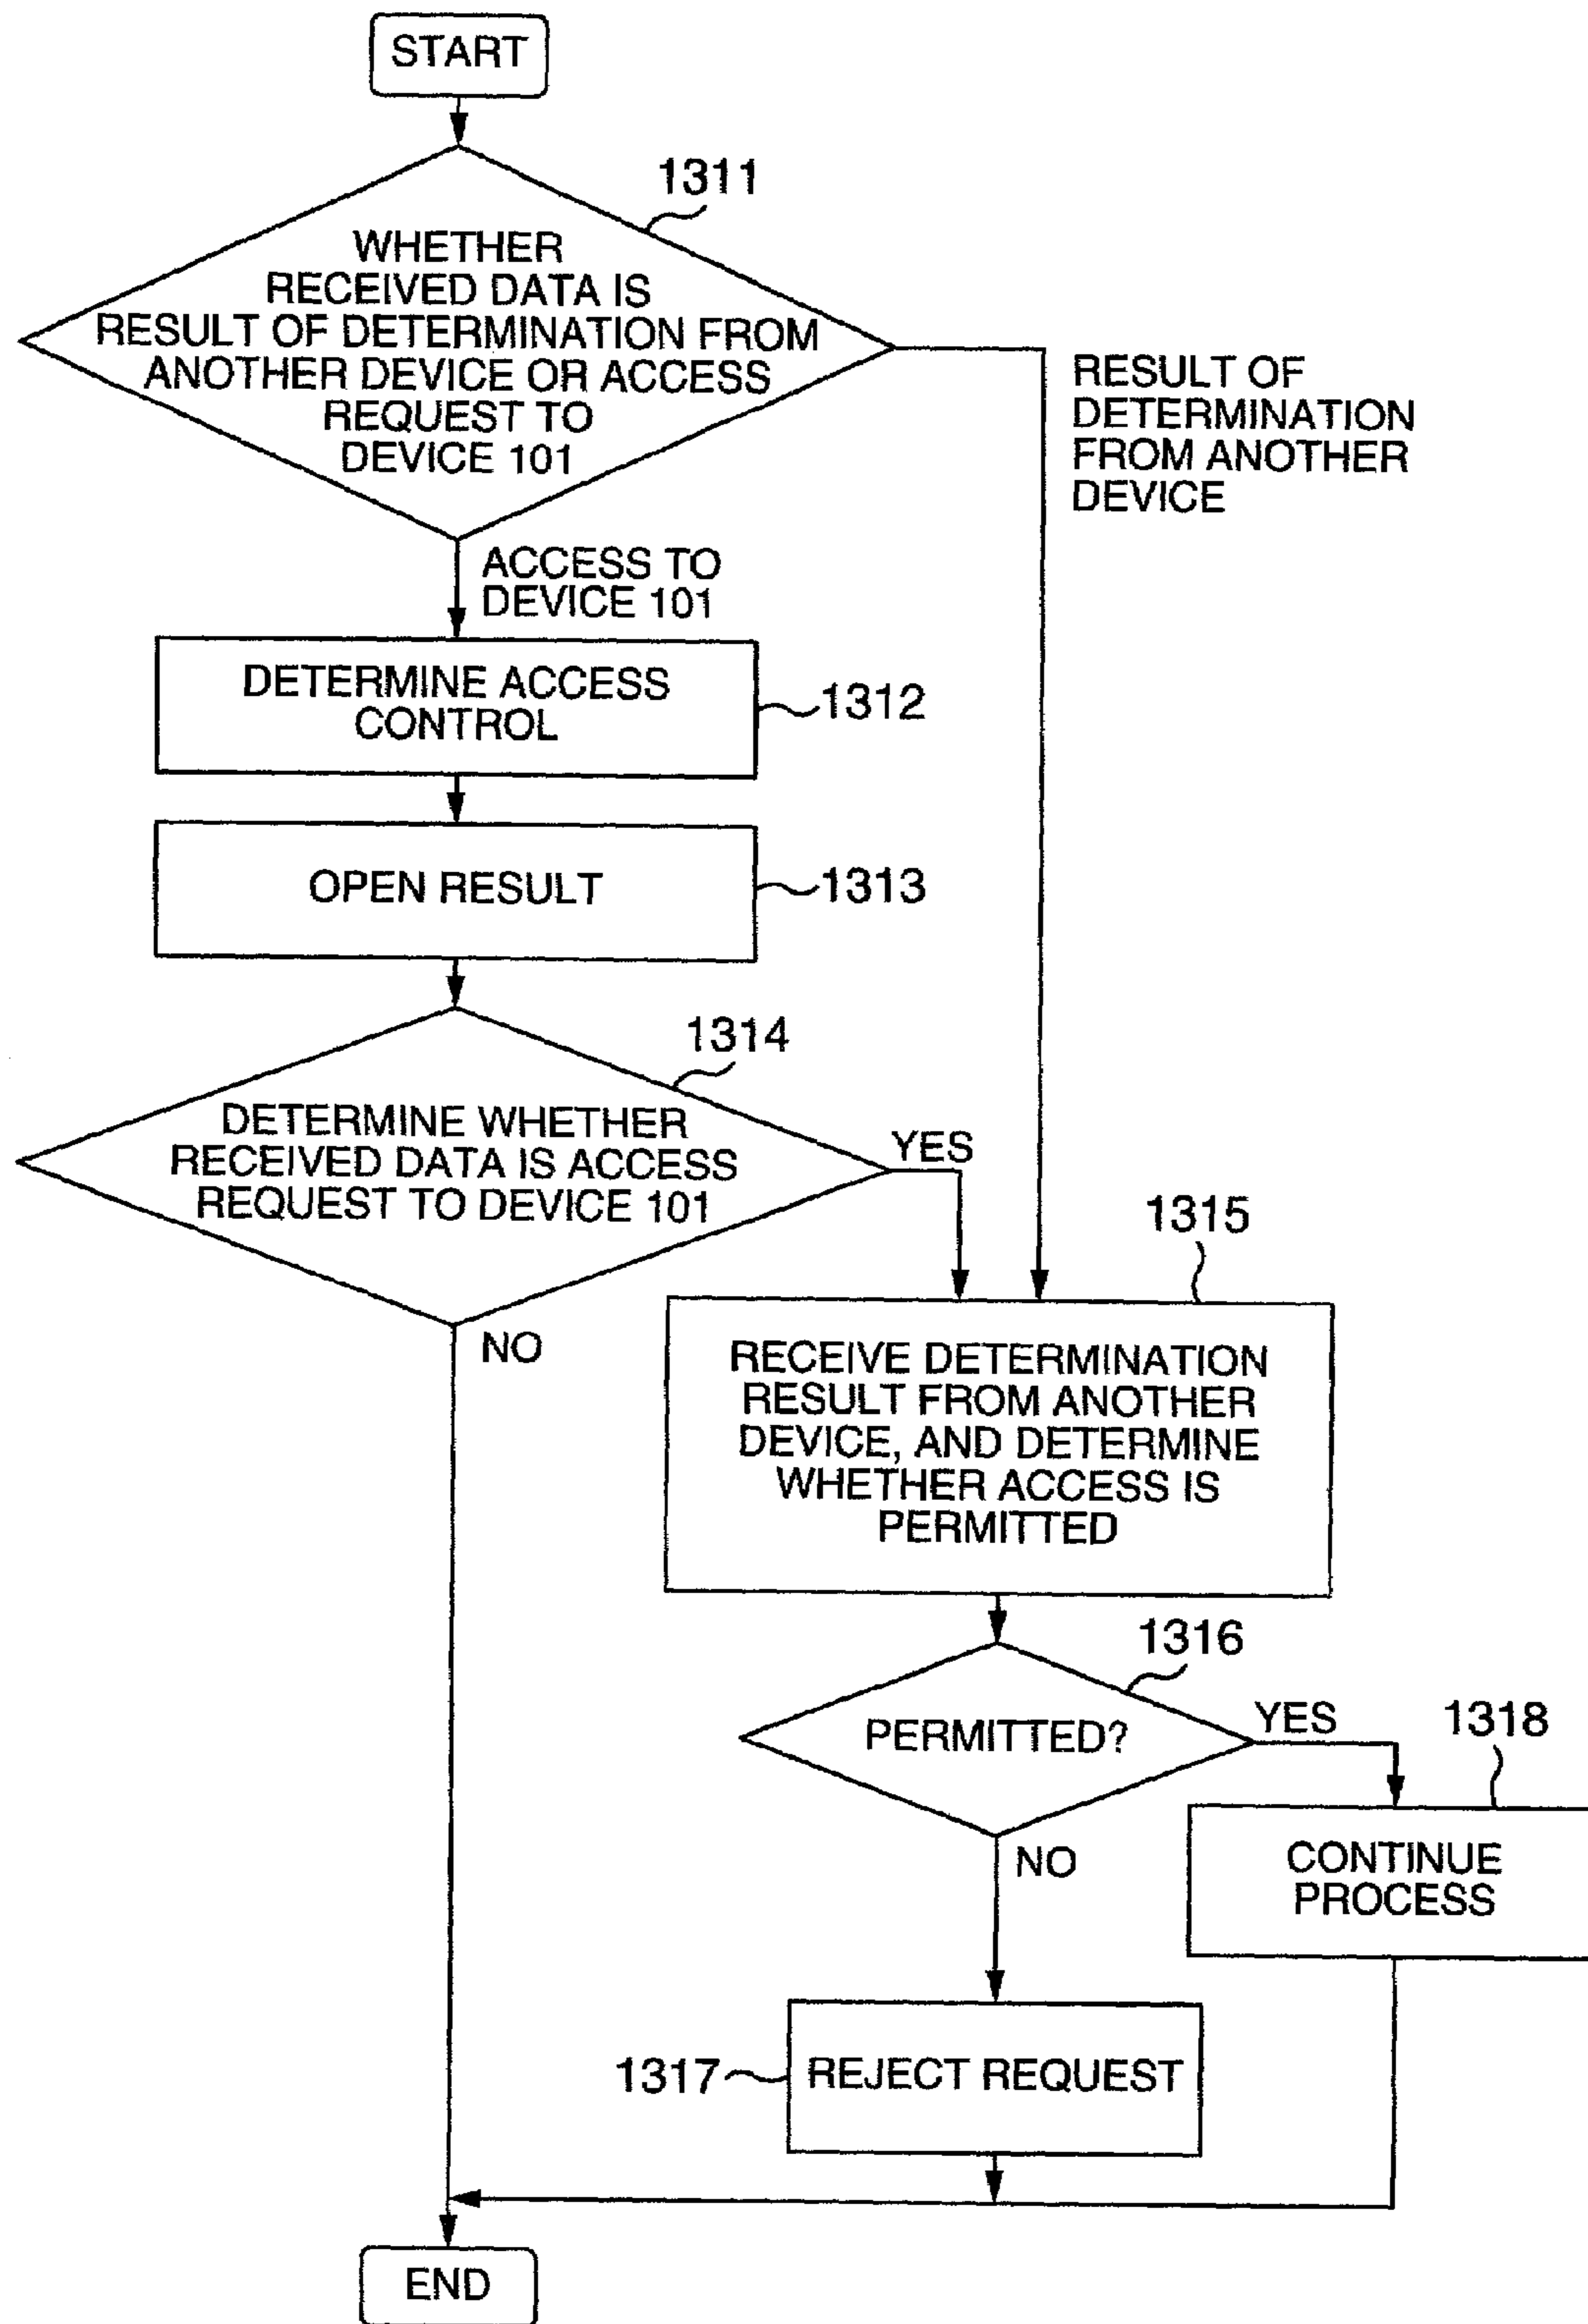 START
1311
WHETHER
RECEIVED DATA IS
RESULT OF DETERMINATION FROM
ANOTHER DEVICE OR ACCESS
REQUEST TO
DEVICE 101
RESULT OF
DETERMINATION
FROM ANOTHER
DEVICE
ACCESS TO
DEVICE 101
DETERMINE ACCESS
CONTROL
1312
OPEN RESULT
1313
1314
DETERMINE WHETHER
RECEIVED DATA IS ACCESS
REQUEST TO DEVICE 101
YES
NO
1315
RECEIVE DETERMINATION
RESULT FROM ANOTHER
DEVICE, AND DETERMINE
WHETHER ACCESS IS
PERMITTED
1316
PERMITTED?
YES
1318
NO
CONTINUE
PROCESS
1317
REJECT REQUEST
END